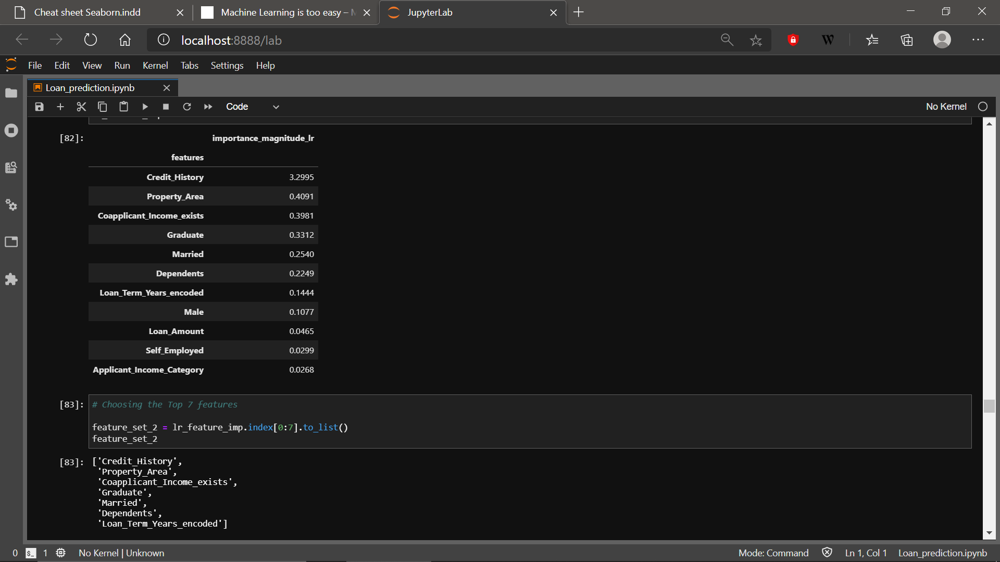 Cheat sheet Seaborn.indd
Machine Learning is too easy –
JupyterLab
localhost:8888/lab
W
File Edit View Run Kernel Tabs Settings Help
Loan_prediction.ipynb
Code
No Kernel
[82]:
importance_magnitude_lr
features
Credit_History 3.2995
Property_Area 0.4091
Coapplicant_Income_exists 0.3981
Graduate 0.3312
Married 0.2540
Dependents 0.2249
Loan_Term_Years_encoded 0.1444
Male 0.1077
Loan_Amount 0.0465
Self_Employed 0.0299
Applicant_Income_Category 0.0268
[83]: # Choosing the Top 7 features
feature_set_2 = lr_feature_imp.index[0:7].to_list()
feature_set_2
[83]: ['Credit_History',
'Property_Area',
'Coapplicant_Income_exists',
'Graduate',
'Married',
'Dependents',
'Loan_Term_Years_encoded']
0 $_ 1 No Kernel | Unknown Mode: Command Ln 1, Col 1 Loan_prediction.ipynb